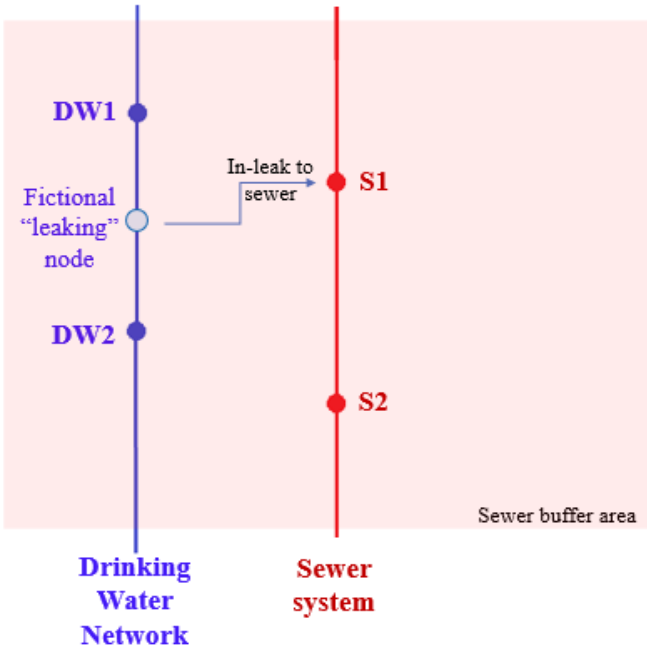 DW1
In-leak to
sewer
S1
Fictional
“leaking”
node
DW2
S2
Sewer buffer area
Drinking
Water
Network
Sewer
system